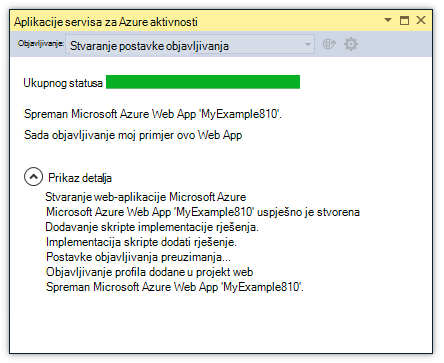 Aplikacije servisa za Azure aktivnosti
Objavljivanje: Stvaranje postavke objavljivanja
Ukupnog statusa
Spreman Microsoft Azure Web App 'MyExample810'.
Sada objavljivanje moj primjer ovo Web App
Prikaz detalja
Stvaranje web-aplikacije Microsoft Azure
Microsoft Azure Web App 'MyExample810' uspješno je stvorena
Dodavanje skripte implementacije rješenja.
Implementacija skripte dodati rješenje.
Postavke objavljivanja preuzimanja...
Objavljivanje profila dodane u projekt web
Spreman Microsoft Azure Web App 'MyExample810'.